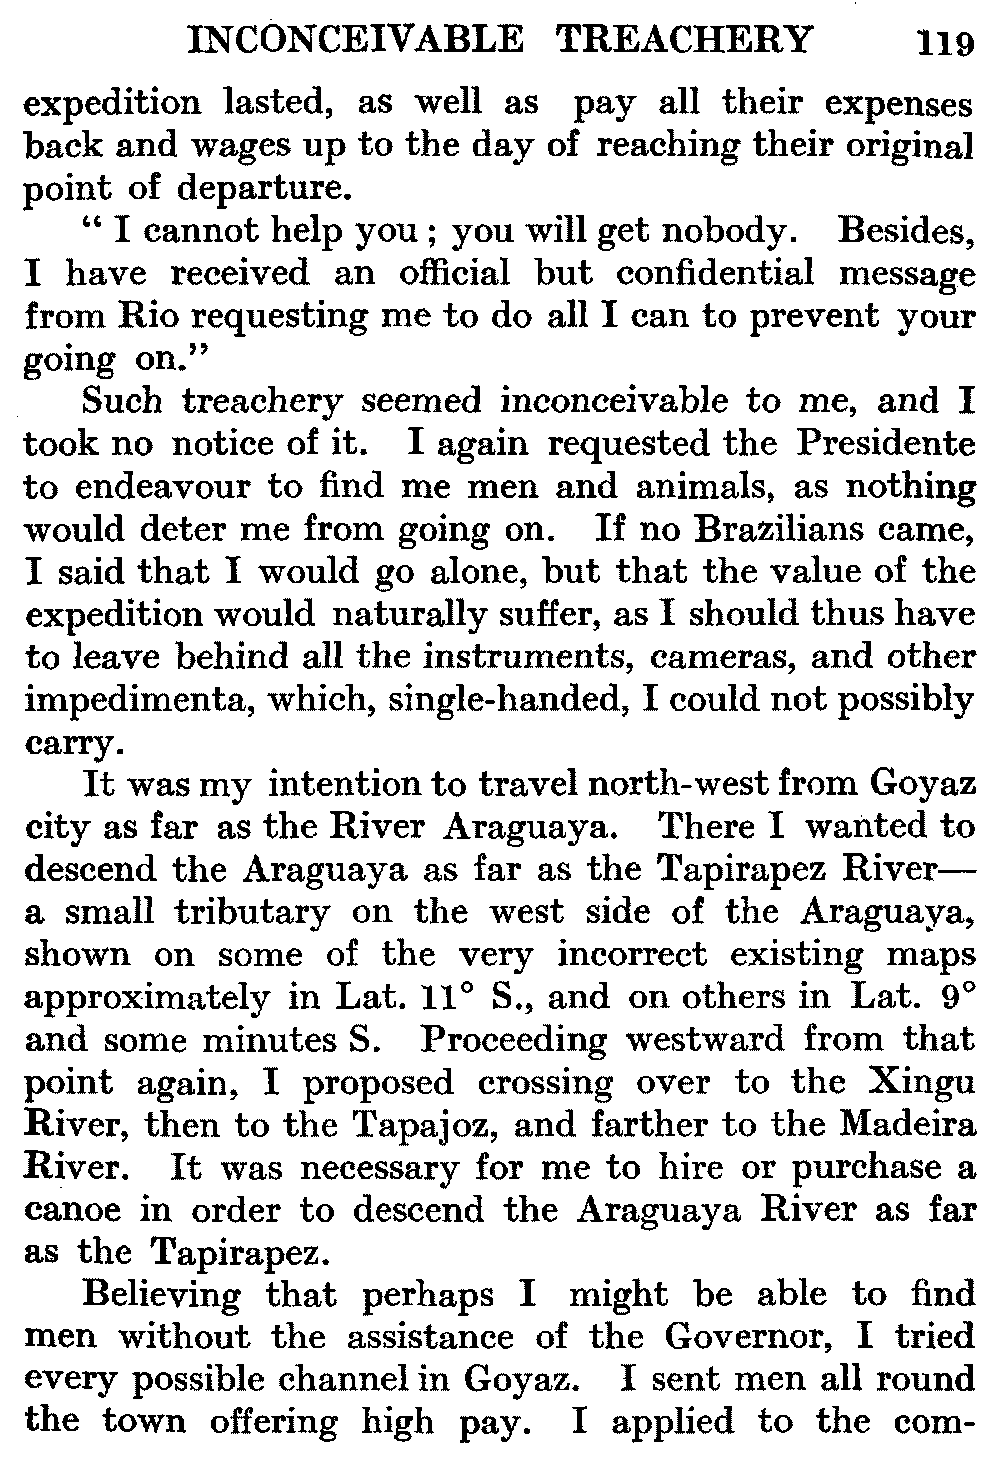 INCONCEIVABLE TREACHERY 119
expedition lasted, as well as pay all their expenses
back and wages up to the day of reaching their original
point of departure.
“ I cannot help you ; you will get nobody. Besides,
I have received an official but confidential message
from Rio requesting me to do all I can to prevent your
going on.”
Such treachery seemed inconceivable to me, and I
took no notice of it. I again requested the Presidente
to endeavour to find me men and animals, as nothing
would deter me from going on. If no Brazilians came,
I said that I would go alone, but that the value of the
expedition would naturally suffer, as I should thus have
to leave behind all the instruments, cameras, and other
impedimenta, which, single-handed, I could not possibly
carry.
It was my intention to travel north-west from Goyaz
city as far as the River Araguaya. There I wanted to
descend the Araguaya as far as the Tapirapez River—
a small tributary on the west side of the Araguaya,
shown on some of the very incorrect existing maps
approximately in Lat. 11° S., and on others in Lat. 9°
and some minutes S. Proceeding westward from that
point again, I proposed crossing over to the Xingu
River, then to the Tapajoz, and farther to the Madeira
River. It was necessary for me to hire or purchase a
canoe in order to descend the Araguaya River as far
as the Tapirapez.
Believing that perhaps I might be able to find
men without the assistance of the Governor, I tried
every possible channel in Goyaz. I sent men all round
the town offering high pay. I applied to the com-